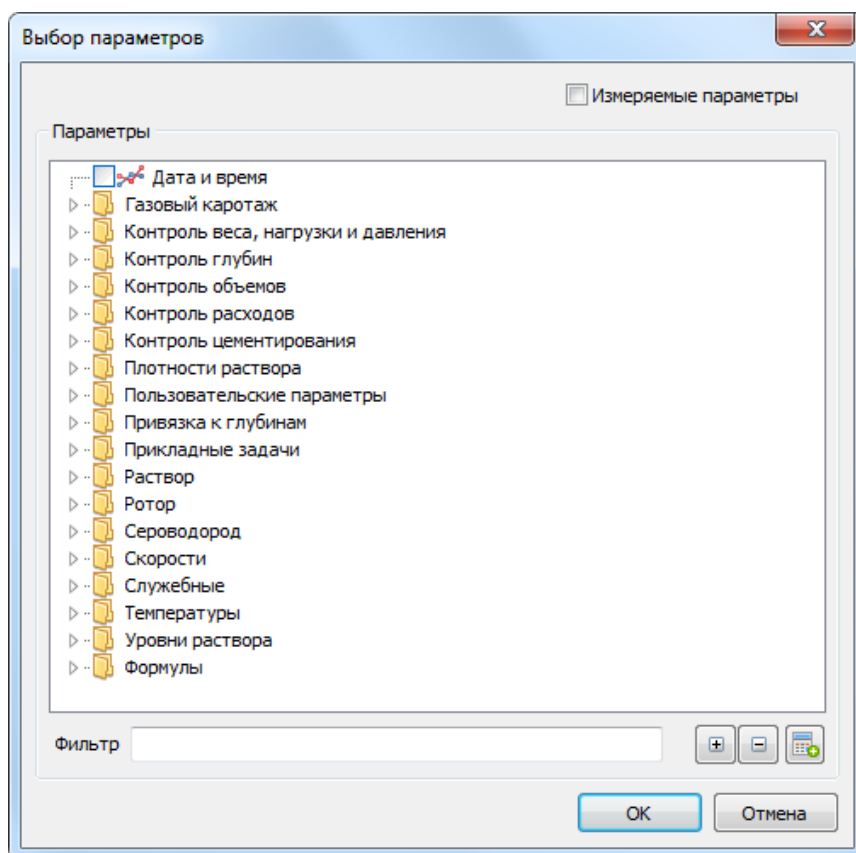 Выбор параметров
Измеряемые параметры
Параметры
Дата и время
Газовый каротаж
Контроль веса, нагрузки и давления
Контроль глубин
Контроль объемов
Контроль расходов
Контроль цементирования
Плотности раствора
Пользовательские параметры
Привязка к глубинам
Прикладные задачи
Раствор
Ротор
Сероводород
Скорости
Служебные
Температуры
Уровни раствора
Формулы
Фильтр
OK
Отмена